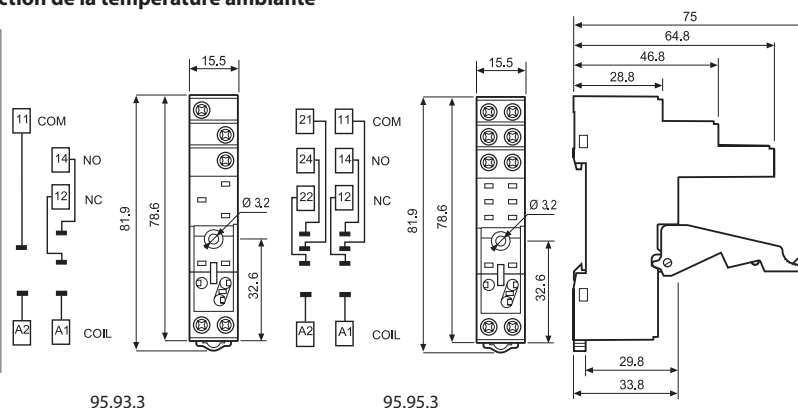 ction de la température ambiante
75
64.8
46.8
28.8
15.5
11 COM
14 NO
12 NC
81.9
78.6
Ø 3,2
32.6
A2 A1 COIL
95.93.3
15.5
21 11 COM
24 14 NO
22 12 NC
81.9
78.6
Ø 3,2
32.6
A2 A1 COIL
95.95.3
29.8
33.8